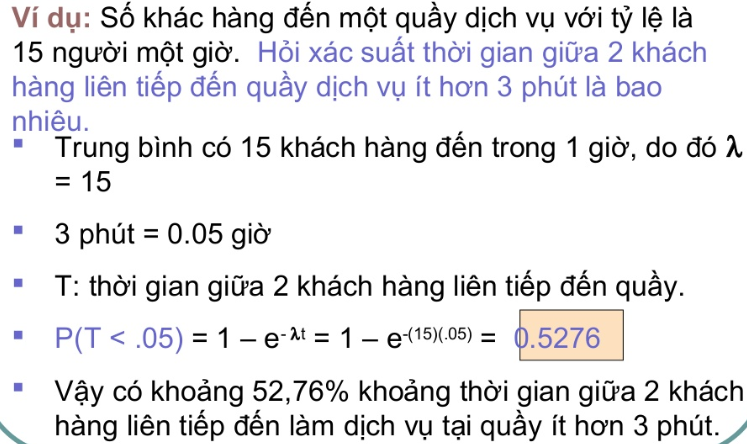 Ví dụ: Số khác hàng đến một quầy dịch vụ với tỷ lệ là
15 người một giờ. Hỏi xác suất thời gian giữa 2 khách
hàng liên tiếp đến quầy dịch vụ ít hơn 3 phút là bao
nhiêu.
▪ Trung bình có 15 khách hàng đến trong 1 giờ, do đó λ
= 15
▪ 3 phút = 0.05 giờ
▪ T: thời gian giữa 2 khách hàng liên tiếp đến quầy.
▪ P(T < .05) = 1 – e^-λt = 1 – e^-(15)(.05) = 0.5276
▪ Vậy có khoảng 52,76% khoảng thời gian giữa 2 khách
hàng liên tiếp đến làm dịch vụ tại quầy ít hơn 3 phút.